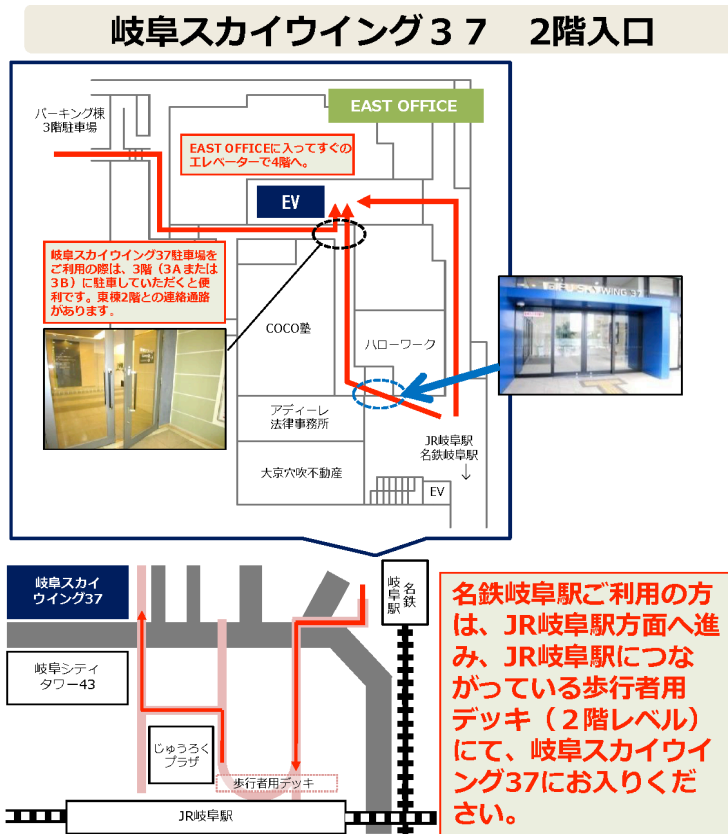 岐阜スカイウイング３７　2階入口
パーキング棟
3階駐車場
EAST OFFICE
EAST OFFICEに入ってすぐの
エレベーターで4階へ。
EV
岐阜スカイウイング37駐車場を
ご利用の際は、3階（3Aまたは
3B）に駐車していただくと便
利です。東棟2階との連絡通路
があります。
COCO塾
ハローワーク
WING 37
アディーレ
法律事務所
大京穴吹不動産
JR岐阜駅
名鉄岐阜駅
↓
EV
岐阜スカイ
ウイング37
名鉄
岐阜駅
岐阜シティ
タワー43
じゅうろく
プラザ
歩行者用デッキ
JR岐阜駅
名鉄岐阜駅ご利用の方
は、JR岐阜駅方面へ進
み、JR岐阜駅につな
がっている歩行者用
デッキ（２階レベル）
にて、岐阜スカイウイ
ング37にお入りくだ
さい。